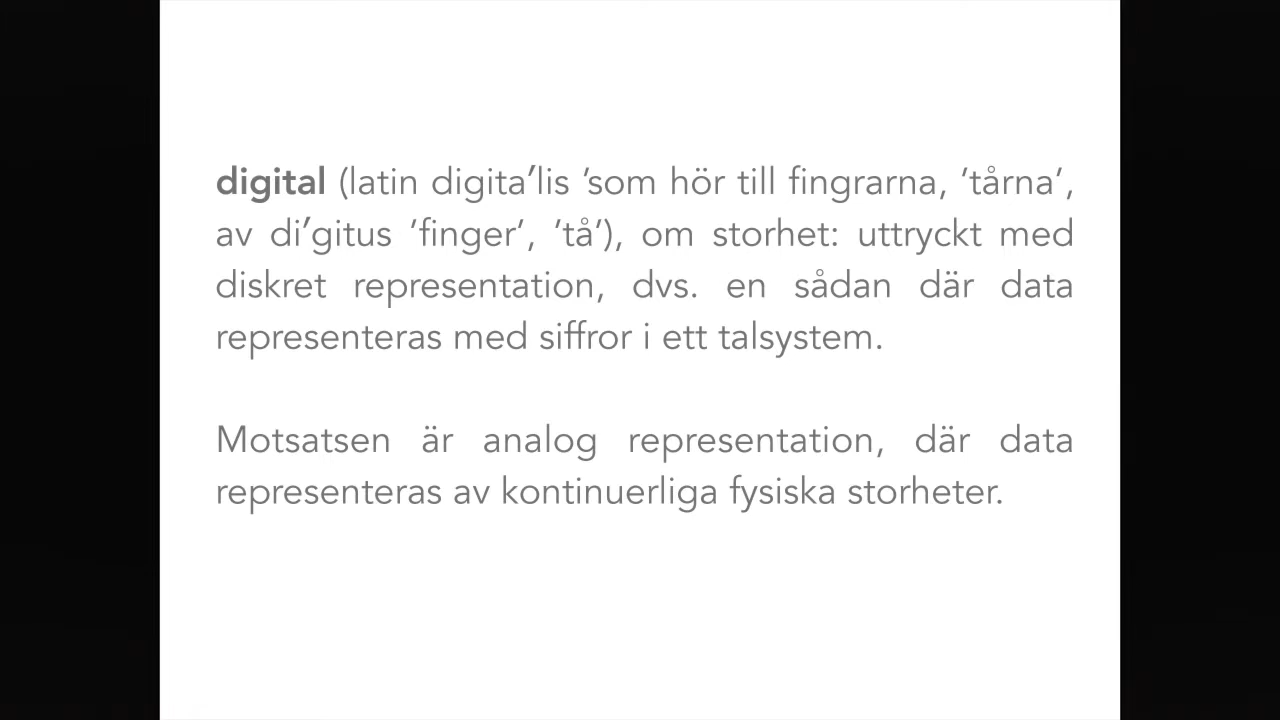 digital (latin digita′lis ’som hör till fingrarna, ’tårna’,
av di′gitus ’finger’, ’tå’), om storhet: uttryckt med
diskret representation, dvs. en sådan där data
representeras med siffror i ett talsystem.
Motsatsen är analog representation, där data
representeras av kontinuerliga fysiska storheter.